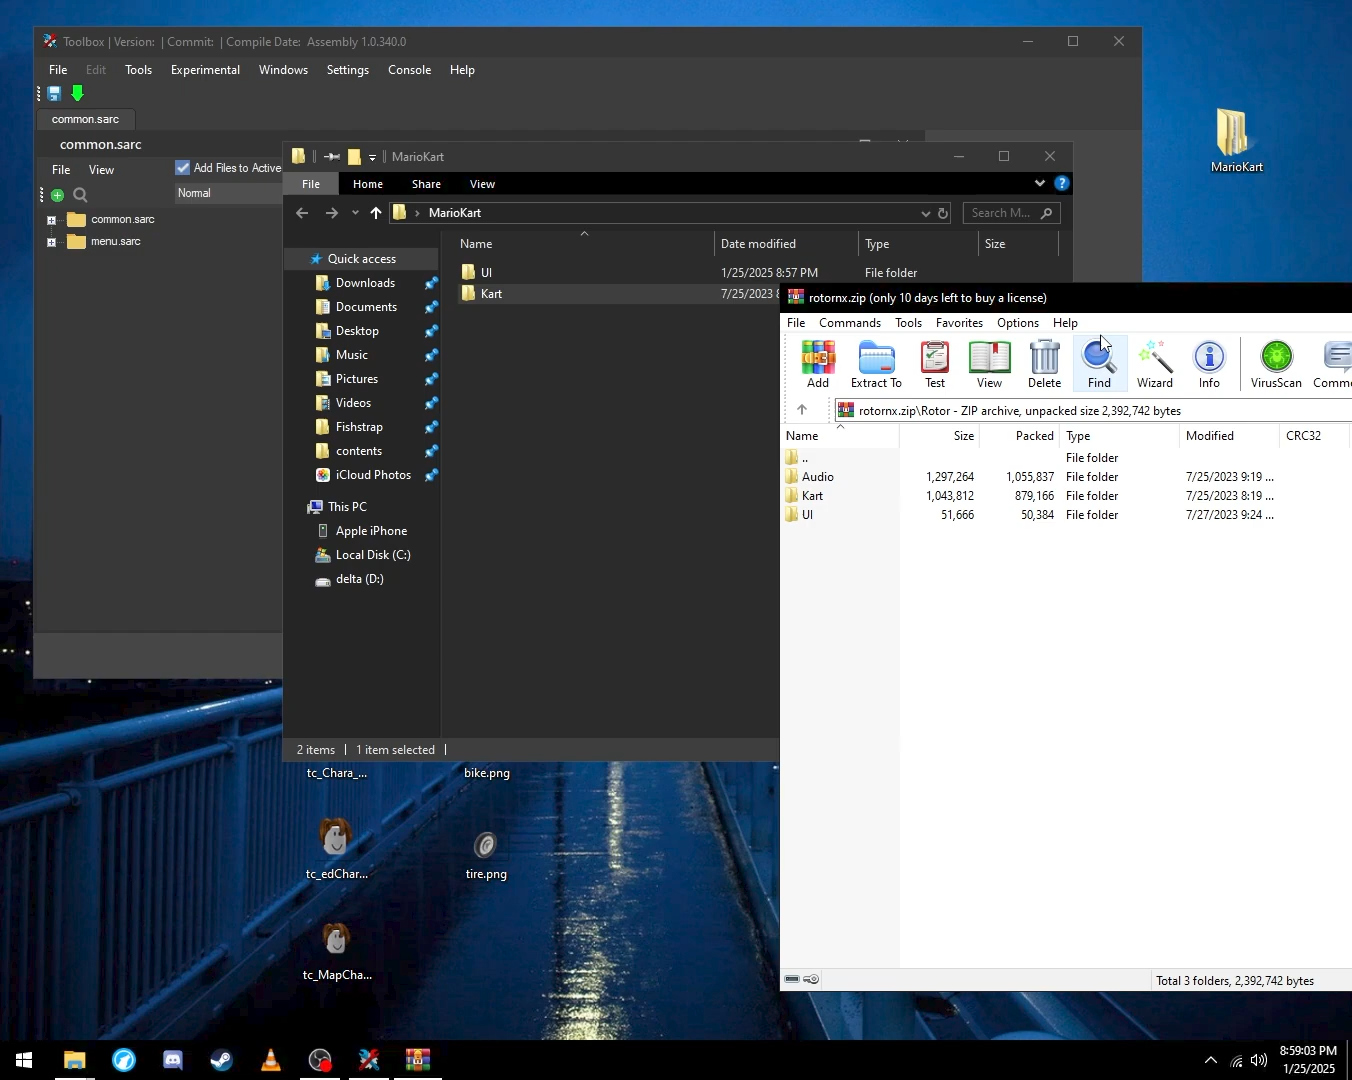 Toolbox | Version: | Commit: | Compile Date: Assembly 1.0.340.0
File Edit Tools Experimental Windows Settings Console Help
common.sarc
common.sarc
File View
Add Files to Active
Normal
common.sarc
menu.sarc
MarioKart
MarioKart
File Home Share View
MarioKart
Search M...
Name Date modified Type Size
Quick access
Downloads
Documents
Desktop
Music
Pictures
Videos
Fishstrap
contents
iCloud Photos
This PC
Apple iPhone
Local Disk (C:)
delta (D:)
UI 1/25/2025 8:57 PM File folder
Kart 7/25/2023 8
2 items 1 item selected
rotornx.zip (only 10 days left to buy a license)
File Commands Tools Favorites Options Help
Add Extract To Test View Delete Find Wizard Info VirusScan Comme
rotornx.zip\Rotor - ZIP archive, unpacked size 2,392,742 bytes
Name Size Packed Type Modified CRC32
.. File folder
Audio 1,297,264 1,055,837 File folder 7/25/2023 9:19 ...
Kart 1,043,812 879,166 File folder 7/25/2023 8:19 ...
UI 51,666 50,384 File folder 7/27/2023 9:24 ...
Total 3 folders, 2,392,742 bytes
tc_Chara_...
bike.png
tc_edChar...
tire.png
tc_MapCha...
8:59:03 PM
1/25/2025